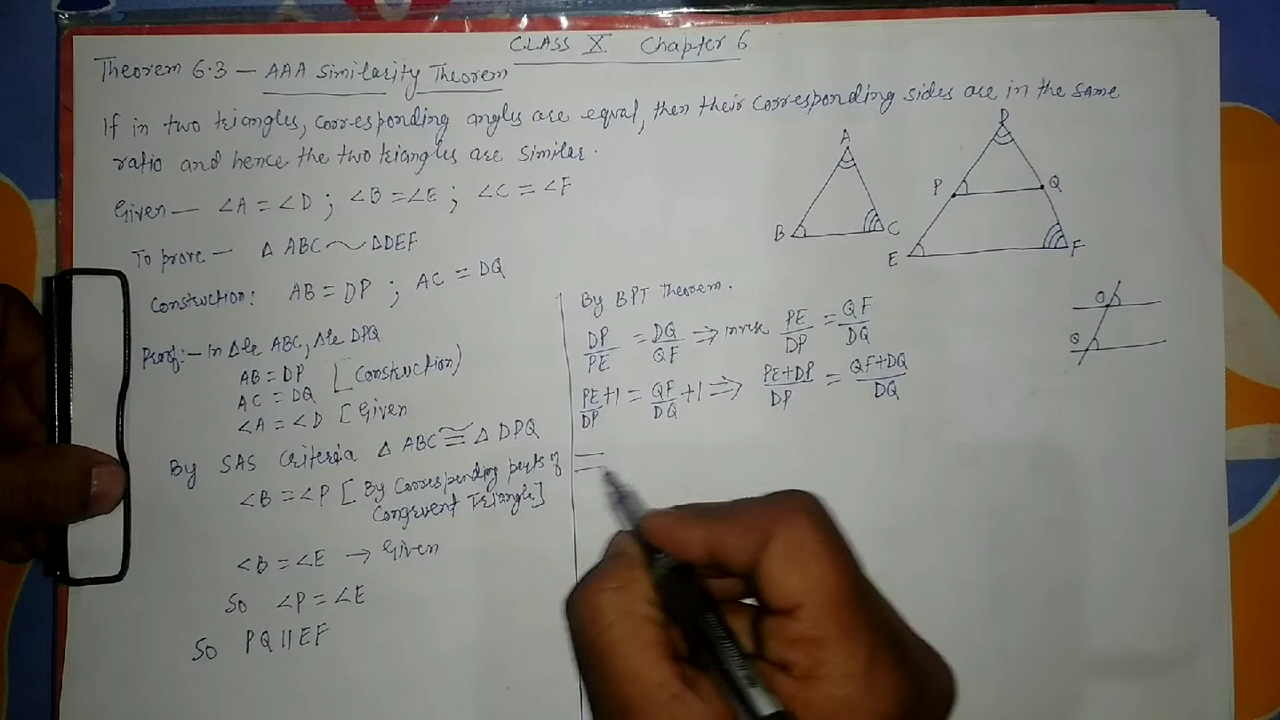 CLASS X Chapter 6
Theorem 6.3 — AAA Similarity Theorem
If in two triangles, corresponding angles are equal, then their corresponding sides are in the same
ratio and hence the two triangles are similar.
Given — ∠A = ∠D ; ∠B = ∠E ; ∠C = ∠F
To prove — Δ ABC ~ ΔDEF
Construction: AB = DP ; AC = DQ
Proof:- In Δle ABC, Δle DPQ
AB = DP [Construction)
AC = DQ
∠A = ∠D [Given
By SAS Criteria Δ ABC ≅ Δ DPQ
∠B = ∠P [By Corresponding parts of
Congruent Triangle]
∠B = ∠E → Given
So ∠P = ∠E
So PQ || EF
By BPT Theorem.
DP/PE = DQ/QF → inverse PE/DP = QF/DQ
PE/DP + 1 = QF/DQ + 1 ⇒ PE+DP/DP = QF+DQ/DQ
=
A
B
C
D
P
Q
E
F
Q